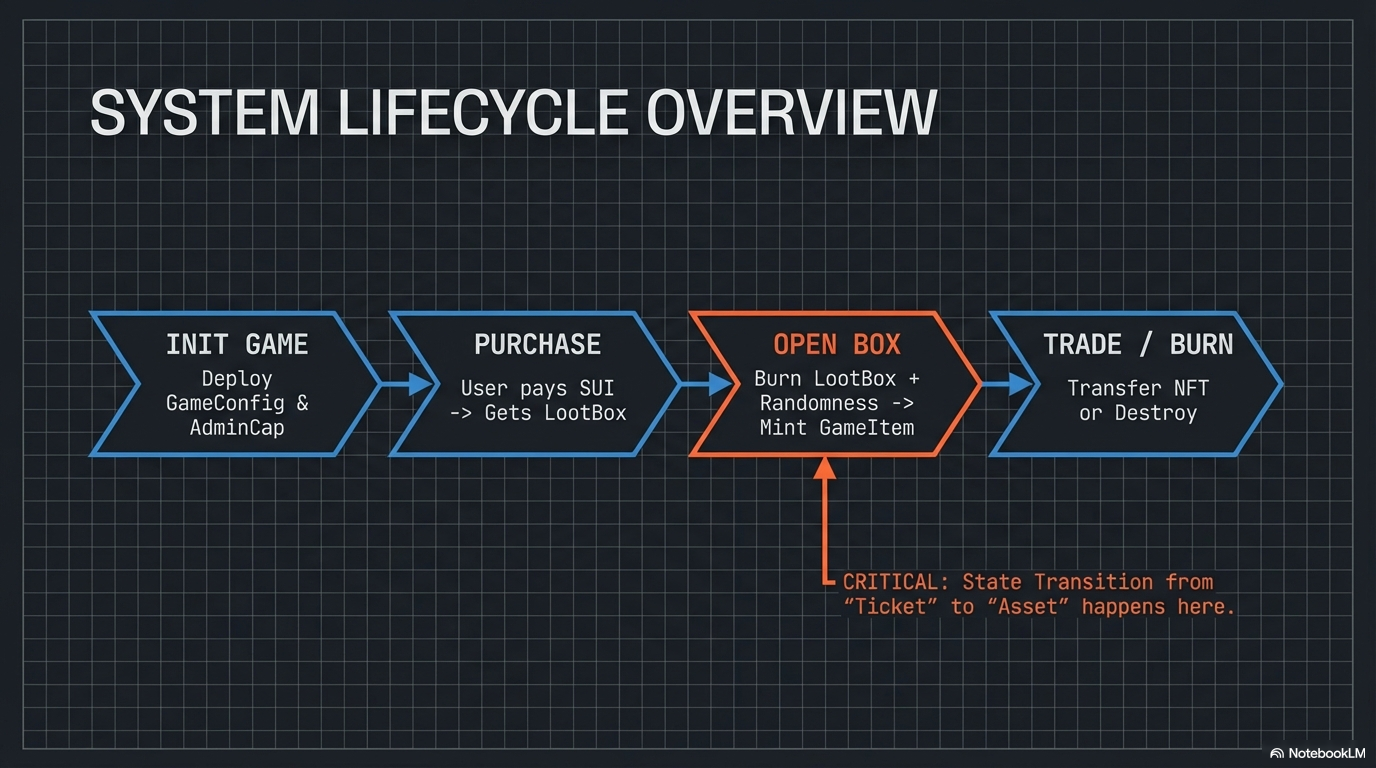 SYSTEM LIFECYCLE OVERVIEW
INIT GAME
Deploy
GameConfig &
AdminCap
PURCHASE
User pays SUI
-> Gets LootBox
OPEN BOX
Burn LootBox +
Randomness ->
Mint GameItem
TRADE / BURN
Transfer NFT
or Destroy
CRITICAL: State Transition from
“Ticket” to “Asset” happens here.
NotebookLM